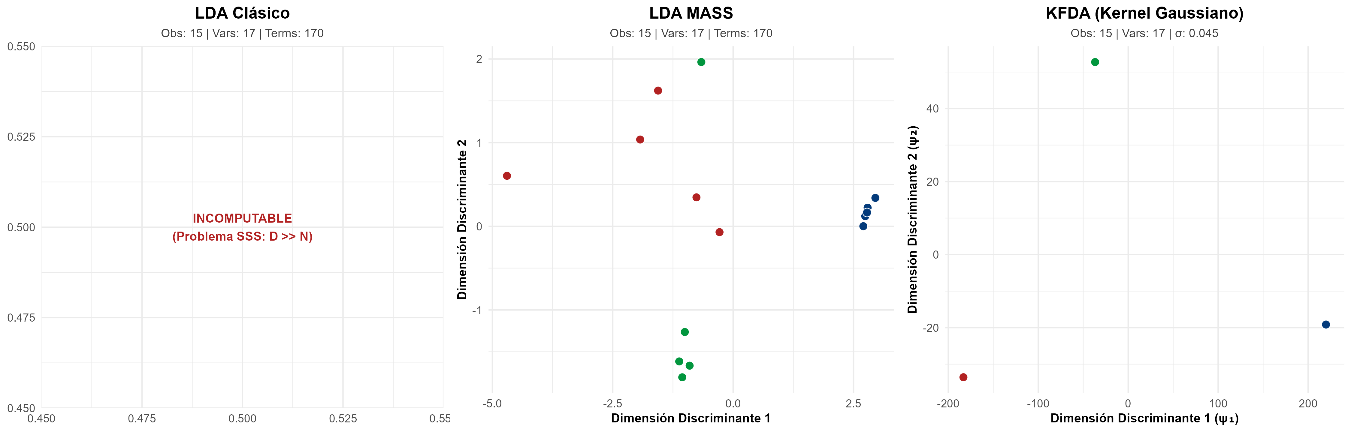 LDA Clásico
Obs: 15 | Vars: 17 | Terms: 170
0.550
0.525
0.500
0.475
0.450
INCOMPUTABLE
(Problema SSS: D >> N)
0.450
0.475
0.500
0.525
0.55
LDA MASS
Obs: 15 | Vars: 17 | Terms: 170
Dimensión Discriminante 2
2
1
0
-1
-5.0
-2.5
0.0
2.5
Dimensión Discriminante 1
KFDA (Kernel Gaussiano)
Obs: 15 | Vars: 17 | σ: 0.045
Dimensión Discriminante 2 (ψ₂)
40
20
0
-20
-200
-100
0
100
200
Dimensión Discriminante 1 (ψ₁)